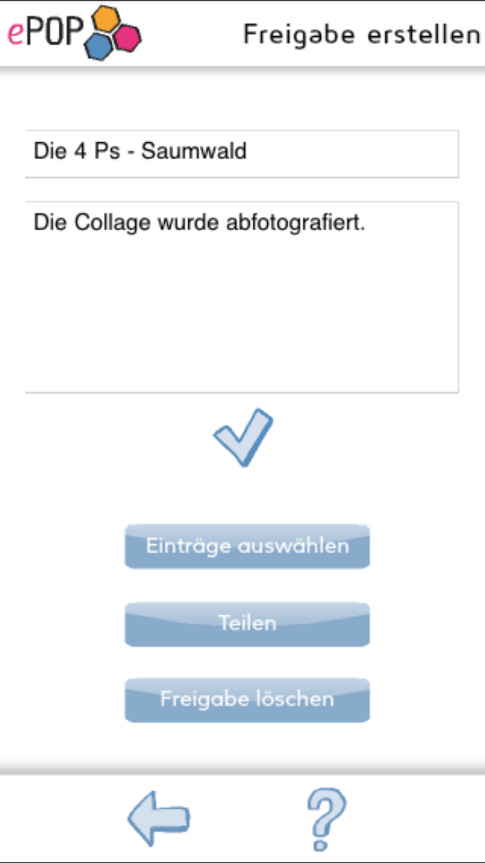 ePOP
Freigabe erstellen
Die 4 Ps - Saumwald
Die Collage wurde abfotografiert.
Einträge auswählen
Teilen
Freigabe löschen
?